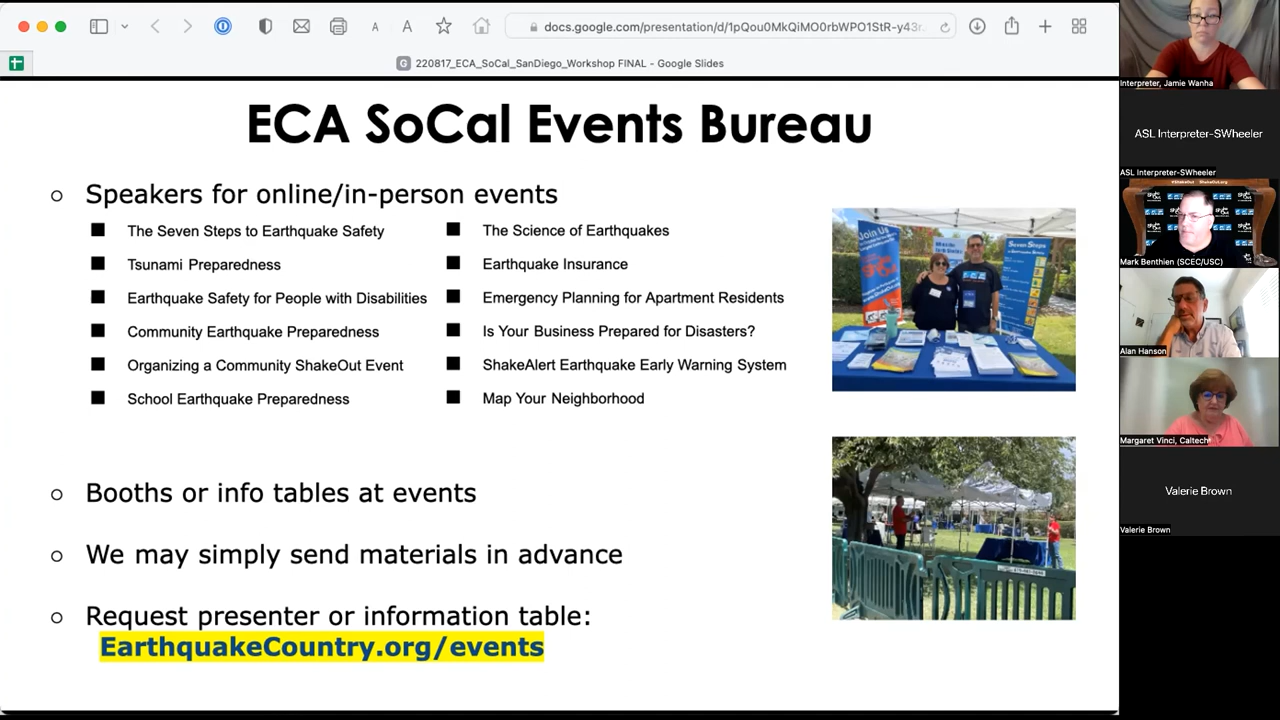 docs.google.com/presentation/d/1pQou0MkQiMO0rbWPO1StR-y43r
220817_ECA_SoCal_SanDiego_Workshop FINAL - Google Slides
ECA SoCal Events Bureau
Speakers for online/in-person events
The Seven Steps to Earthquake Safety
Tsunami Preparedness
Earthquake Safety for People with Disabilities
Community Earthquake Preparedness
Organizing a Community ShakeOut Event
School Earthquake Preparedness
The Science of Earthquakes
Earthquake Insurance
Emergency Planning for Apartment Residents
Is Your Business Prepared for Disasters?
ShakeAlert Earthquake Early Warning System
Map Your Neighborhood
Join Us
Seven Steps
Booths or info tables at events
We may simply send materials in advance
Request presenter or information table:
EarthquakeCountry.org/events
Interpreter, Jamie Wanha
ASL Interpreter-SWheeler
ASL Interpreter-SWheeler
Mark Benthien (SCEC/USC)
Alan Hanson
Margaret Vinci, Caltech
Valerie Brown
Valerie Brown